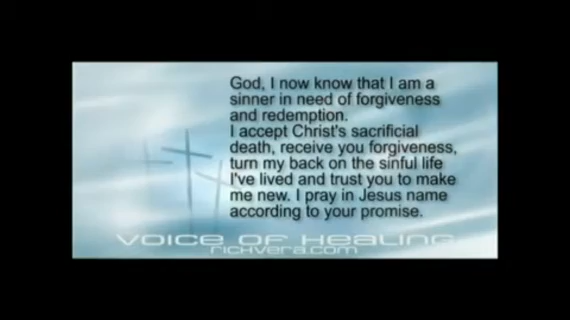 God, I now know that I am a
sinner in need of forgiveness
and redemption.
I accept Christ's sacrificial
death, receive you forgiveness,
turn my back on the sinful life
I've lived and trust you to make
me new. I pray in Jesus name
according to your promise.
VOICE OF HEALING
RICHVERA.COM